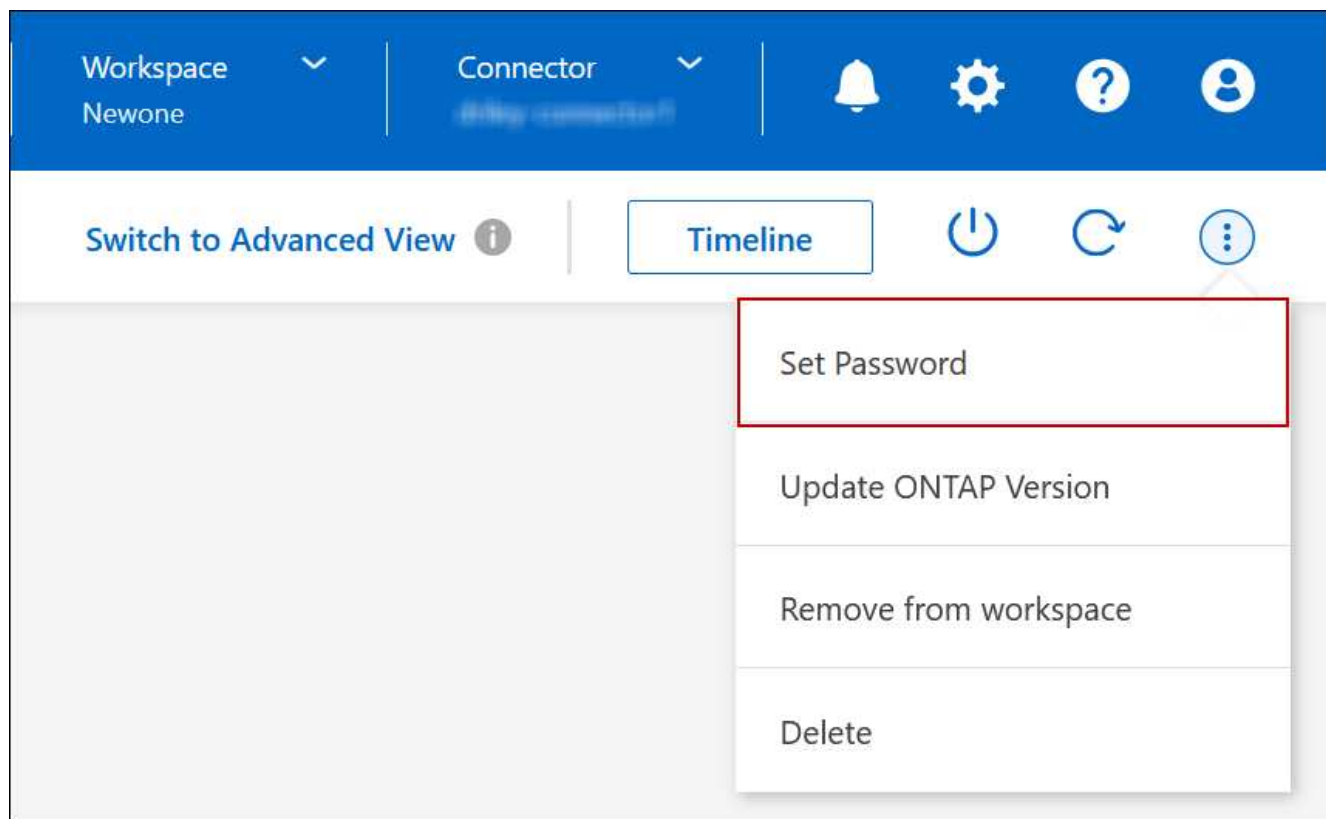 Workspace
Newone
Connector
Switch to Advanced View
Timeline
Set Password
Update ONTAP Version
Remove from workspace
Delete